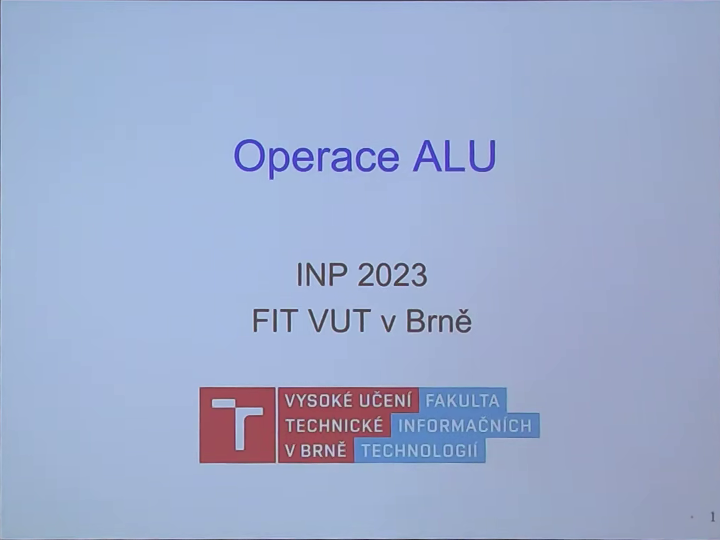 Operace ALU
INP 2023
FIT VUT v Brně
VYSOKÉ UČENÍ FAKULTA
TECHNICKÉ INFORMAČNÍCH
V BRNĚ TECHNOLOGIÍ
1